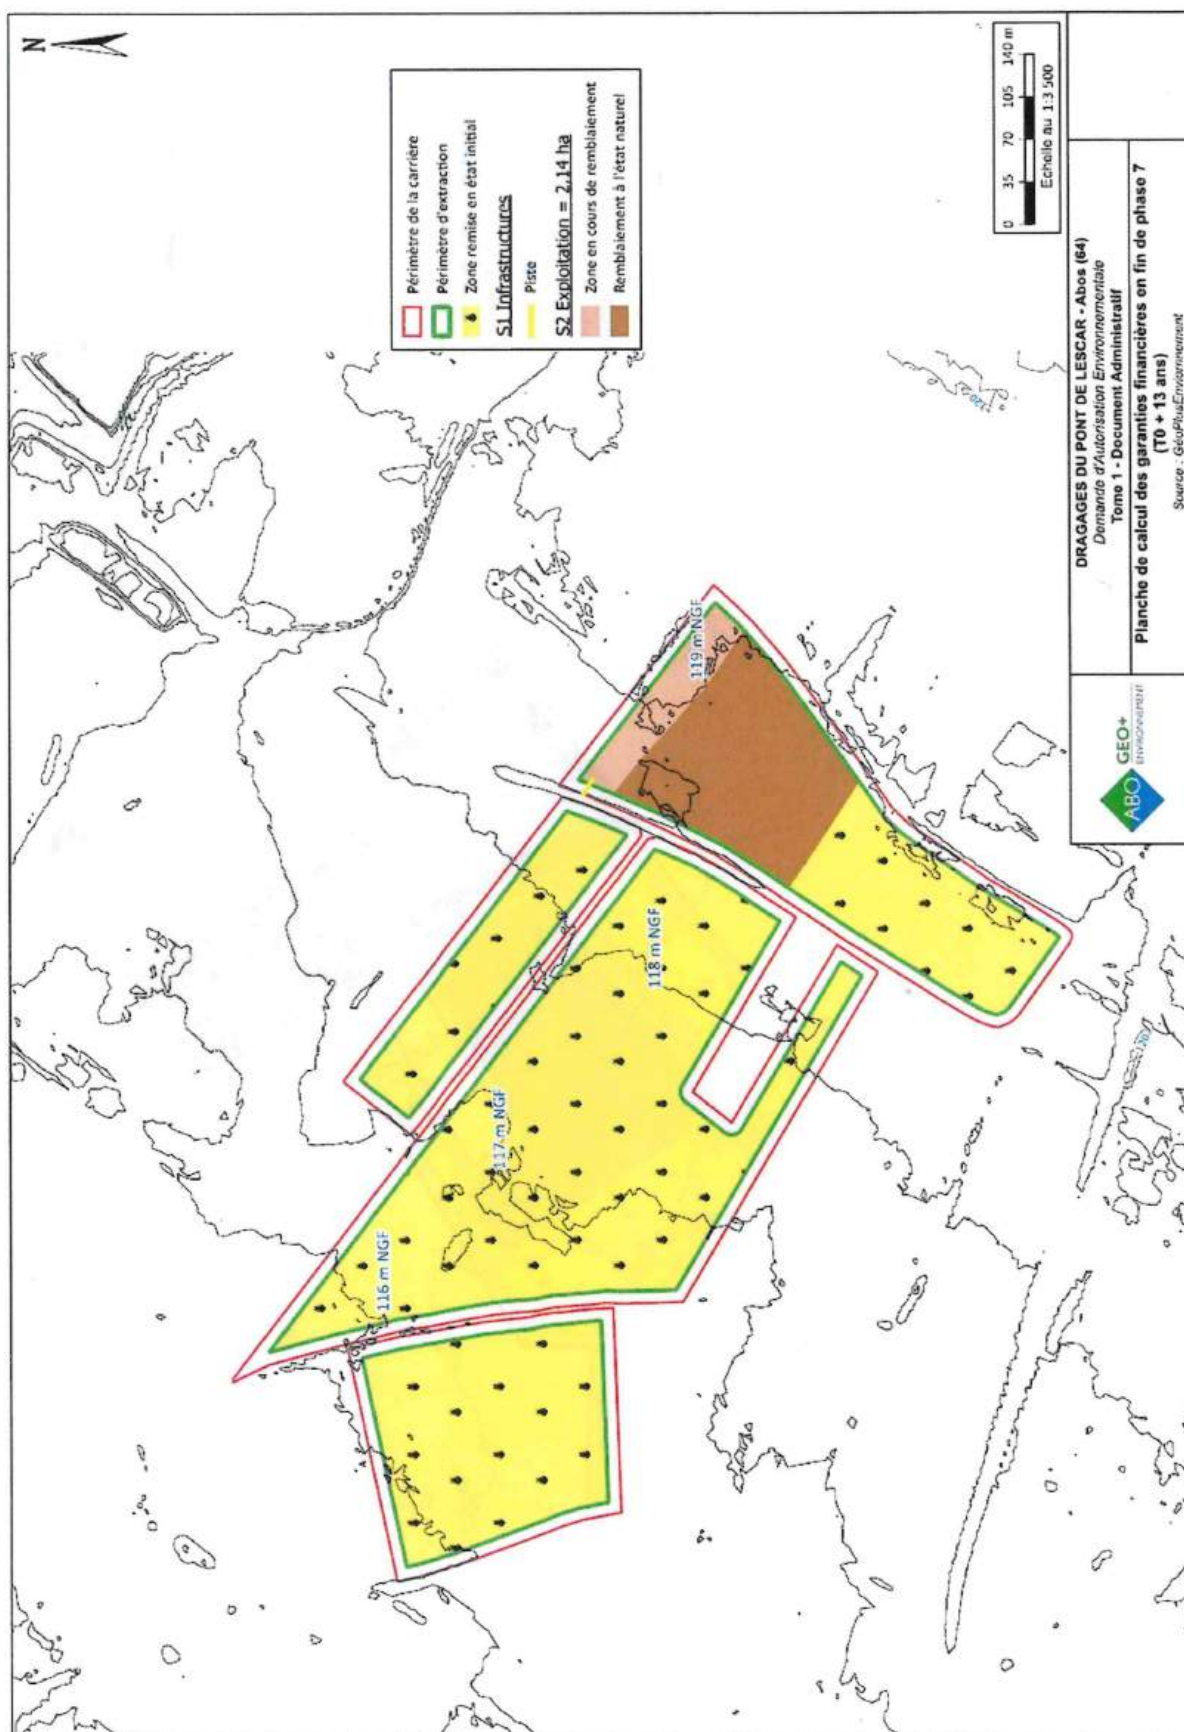 N
Périmètre de la carrière
Périmètre d'extraction
Zone remise en état initial
S1 Infrastructures
Piste
S2 Exploitation = 2,14 ha
Zone en cours de remblaiement
Remblaiement à l'état naturel
116 m NGF
117 m NGF
118 m NGF
119 m NGF
120
120
0 35 70 105 140 m
Echelle au 1:3 500
ABO
GEO+
ENVIRONNEMENT
DRAGAGES DU PONT DE LESCAR - Abos (64)
Demande d'Autorisation Environnementale
Tome 1 - Document Administratif
Planche de calcul des garanties financières en fin de phase 7
(T0 + 13 ans)
Source : GéoPlusEnvironnement